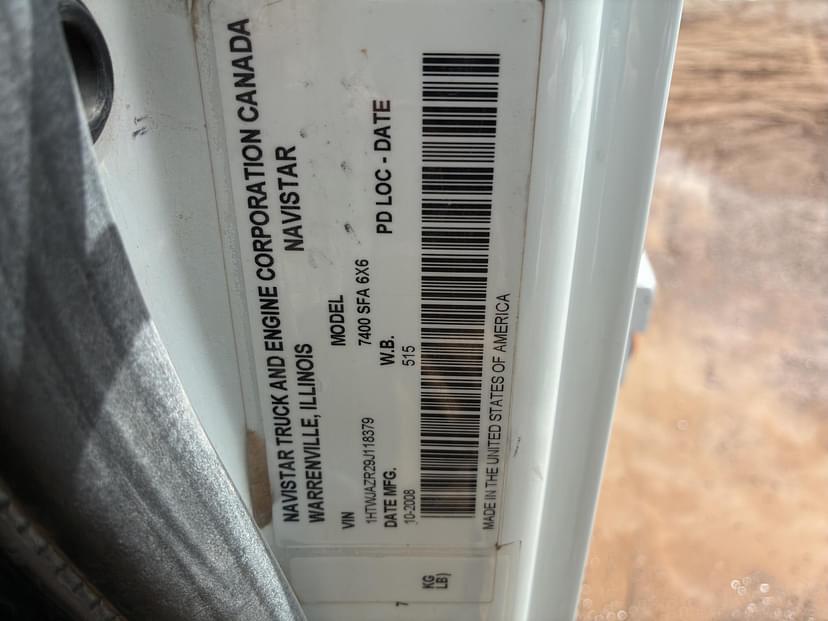 NAVISTAR TRUCK AND ENGINE CORPORATION CANADA
WARRENVILLE, ILLINOIS NAVISTAR
VIN MODEL
1HTWJAZR29J118379 7400 SFA 6X6
DATE MFG. W.B. PD LOC - DATE
10-2008 515
MADE IN THE UNITED STATES OF AMERICA
7
KG
LB)